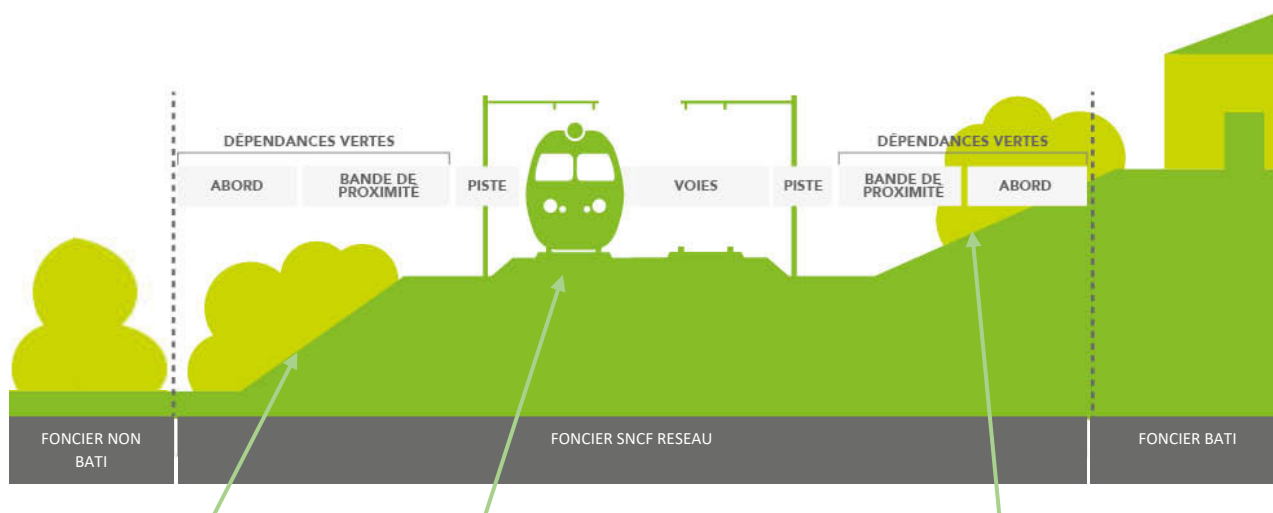 DÉPENDANCES VERTES
DÉPENDANCES VERTES
ABORD
BANDE DE
PROXIMITÉ
PISTE
VOIES
PISTE
BANDE DE
PROXIMITÉ
ABORD
FONCIER NON
BATI
FONCIER SNCF RESEAU
FONCIER BATI